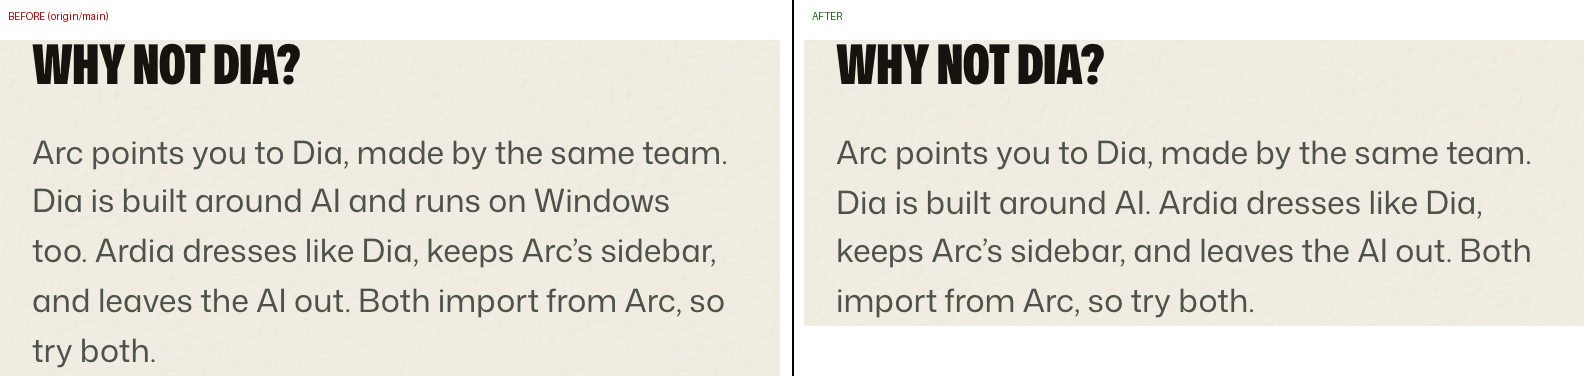 BEFORE (origin/main)
WHY NOT DIA?
Arc points you to Dia, made by the same team.
Dia is built around AI and runs on Windows
too. Ardia dresses like Dia, keeps Arc’s sidebar,
and leaves the AI out. Both import from Arc, so
try both.
AFTER
WHY NOT DIA?
Arc points you to Dia, made by the same team.
Dia is built around AI. Ardia dresses like Dia,
keeps Arc’s sidebar, and leaves the AI out. Both
import from Arc, so try both.